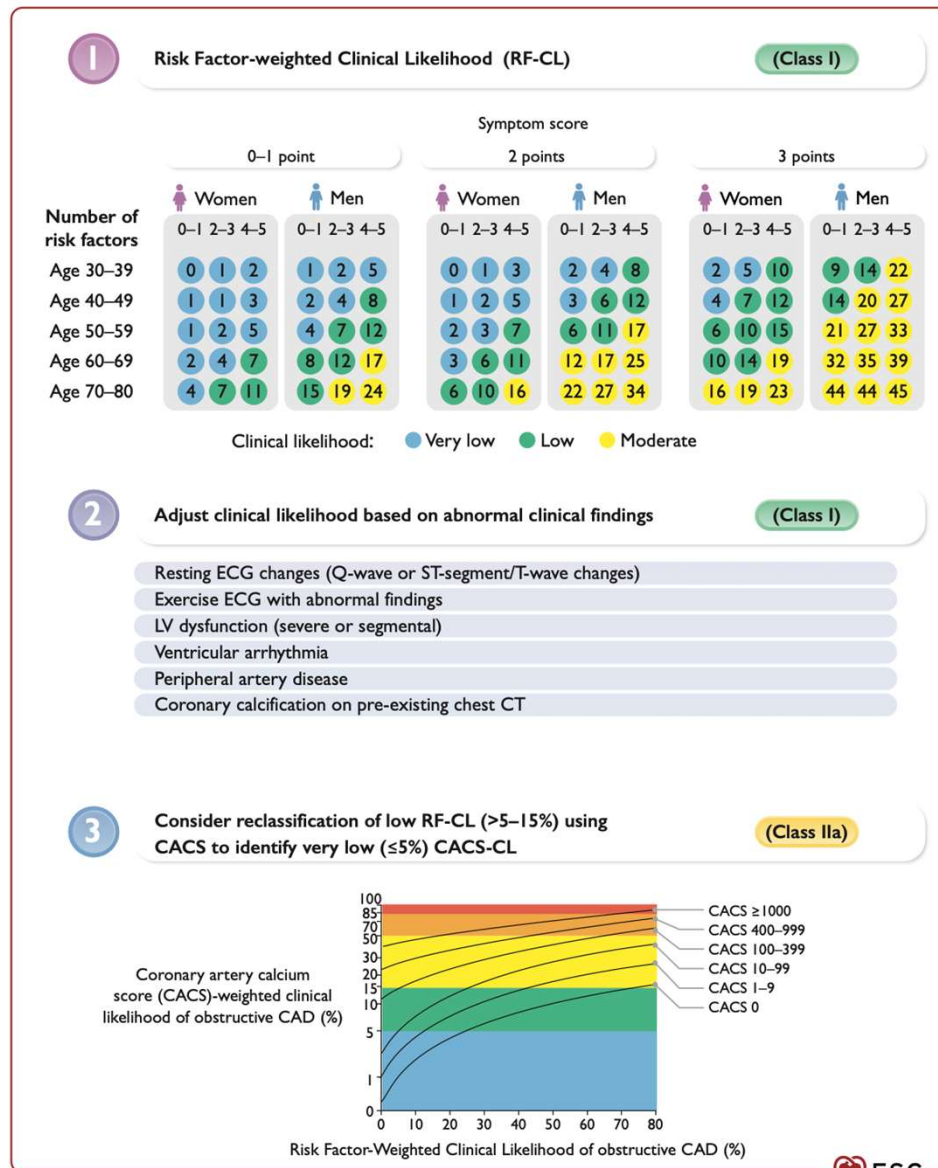 1
Risk Factor-weighted Clinical Likelihood (RF-CL)
(Class I)
Symptom score
0–1 point
2 points
3 points
Women Men Women Men Women Men
Number of
risk factors
0–1 2–3 4–5 0–1 2–3 4–5 0–1 2–3 4–5 0–1 2–3 4–5 0–1 2–3 4–5 0–1 2–3 4–5
Age 30–39 0 1 2 1 2 5 0 1 3 2 4 8 2 5 10 9 14 22
Age 40–49 1 1 3 2 4 8 1 2 5 3 6 12 4 7 12 14 20 27
Age 50–59 1 2 5 4 7 12 2 3 7 6 11 17 6 10 15 21 27 33
Age 60–69 2 4 7 8 12 17 3 6 11 12 17 25 10 14 19 32 35 39
Age 70–80 4 7 11 15 19 24 6 10 16 22 27 34 16 19 23 44 44 45
Clinical likelihood: Very low Low Moderate
2
Adjust clinical likelihood based on abnormal clinical findings
(Class I)
Resting ECG changes (Q-wave or ST-segment/T-wave changes)
Exercise ECG with abnormal findings
LV dysfunction (severe or segmental)
Ventricular arrhythmia
Peripheral artery disease
Coronary calcification on pre-existing chest CT
3
Consider reclassification of low RF-CL (>5–15%) using
CACS to identify very low (≤5%) CACS-CL
(Class IIa)
Coronary artery calcium
score (CACS)-weighted clinical
likelihood of obstructive CAD (%)
100
85
70
50
30
20
15
10
5
1
0
CACS ≥1000
CACS 400–999
CACS 100–399
CACS 10–99
CACS 1–9
CACS 0
0 10 20 30 40 50 60 70 80
Risk Factor-Weighted Clinical Likelihood of obstructive CAD (%)